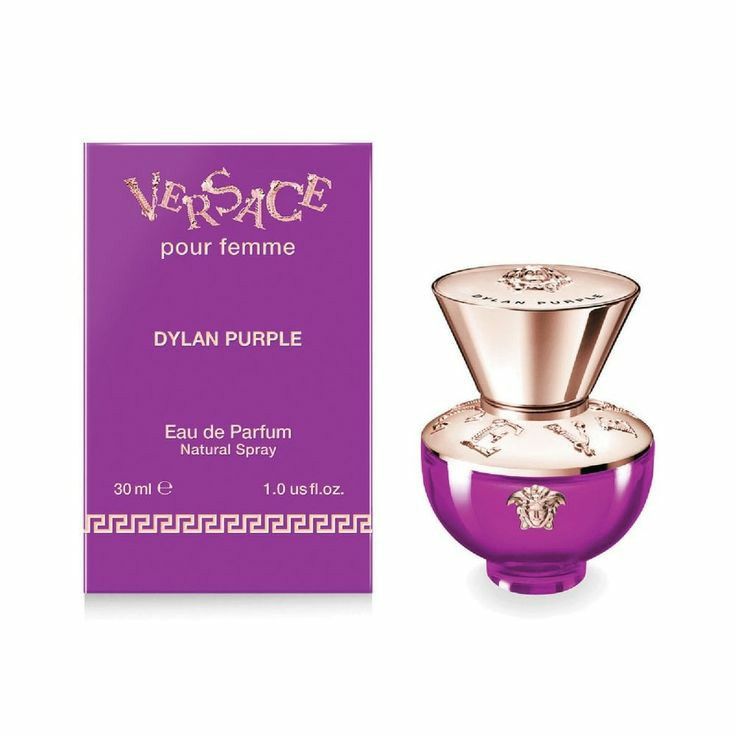 VERSACE
pour femme
DYLAN PURPLE
Eau de Parfum
Natural Spray
30 ml ℮
1.0 us fl.oz.
DYLAN PURPLE